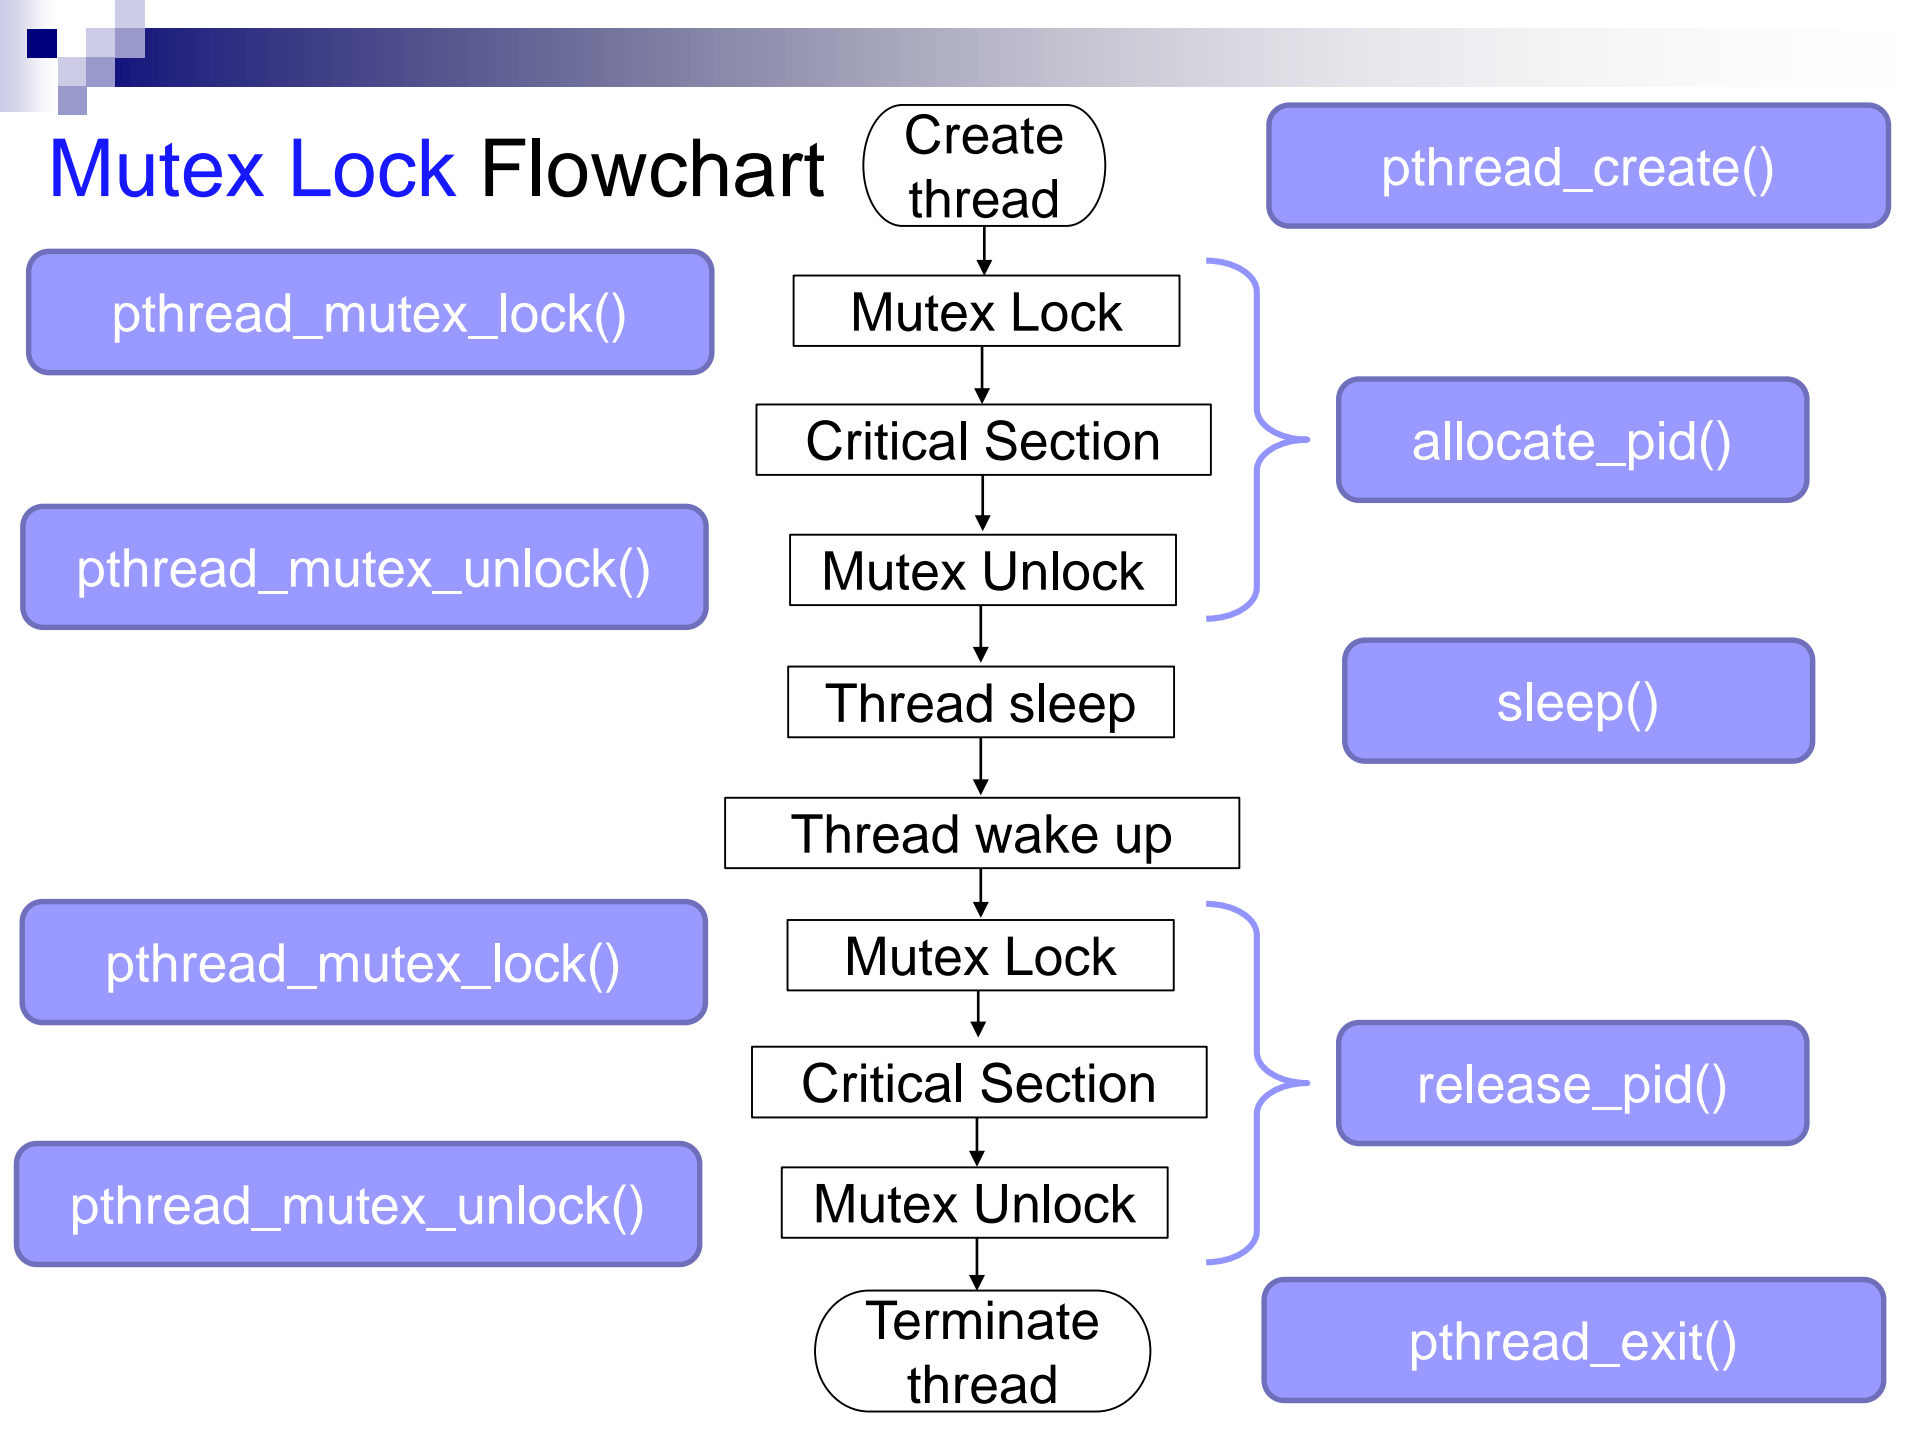 Mutex Lock Flowchart
Create
thread
pthread_create()
pthread_mutex_lock()
Mutex Lock
Critical Section
allocate_pid()
pthread_mutex_unlock()
Mutex Unlock
Thread sleep
sleep()
Thread wake up
pthread_mutex_lock()
Mutex Lock
Critical Section
release_pid()
pthread_mutex_unlock()
Mutex Unlock
Terminate
thread
pthread_exit()